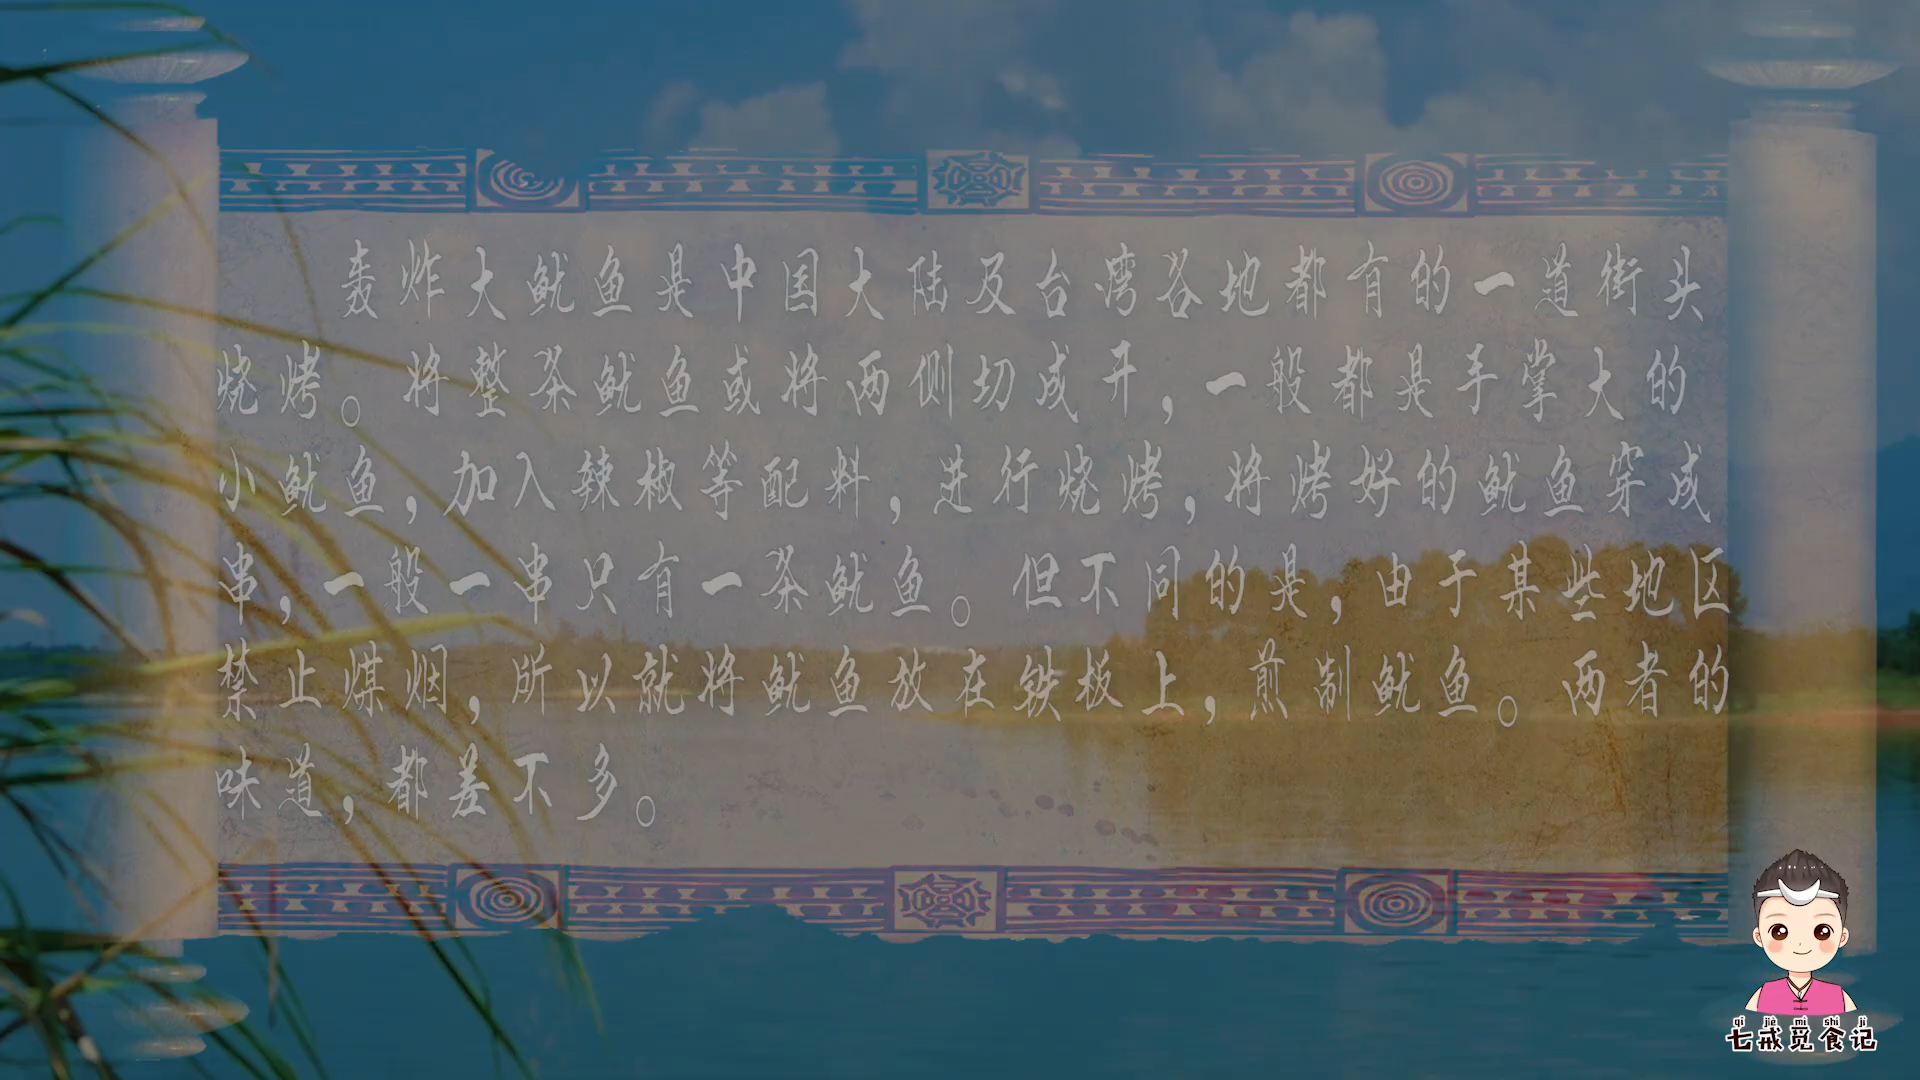 轰炸大鱿鱼是中国大陆及台湾各地都有的一道街头
烧烤。将整条鱿鱼或将两侧切成开，一般都是手掌大的
小鱿鱼，加入辣椒等配料，进行烧烤，将烤好的鱿鱼穿成
串，一般一串只有一条鱿鱼。但不同的是，由于某些地区
禁止煤烟，所以就将鱿鱼放在铁板上，煎制鱿鱼。两者的
味道，都差不多。
qī jiè mì shí jì
七戒觅食记